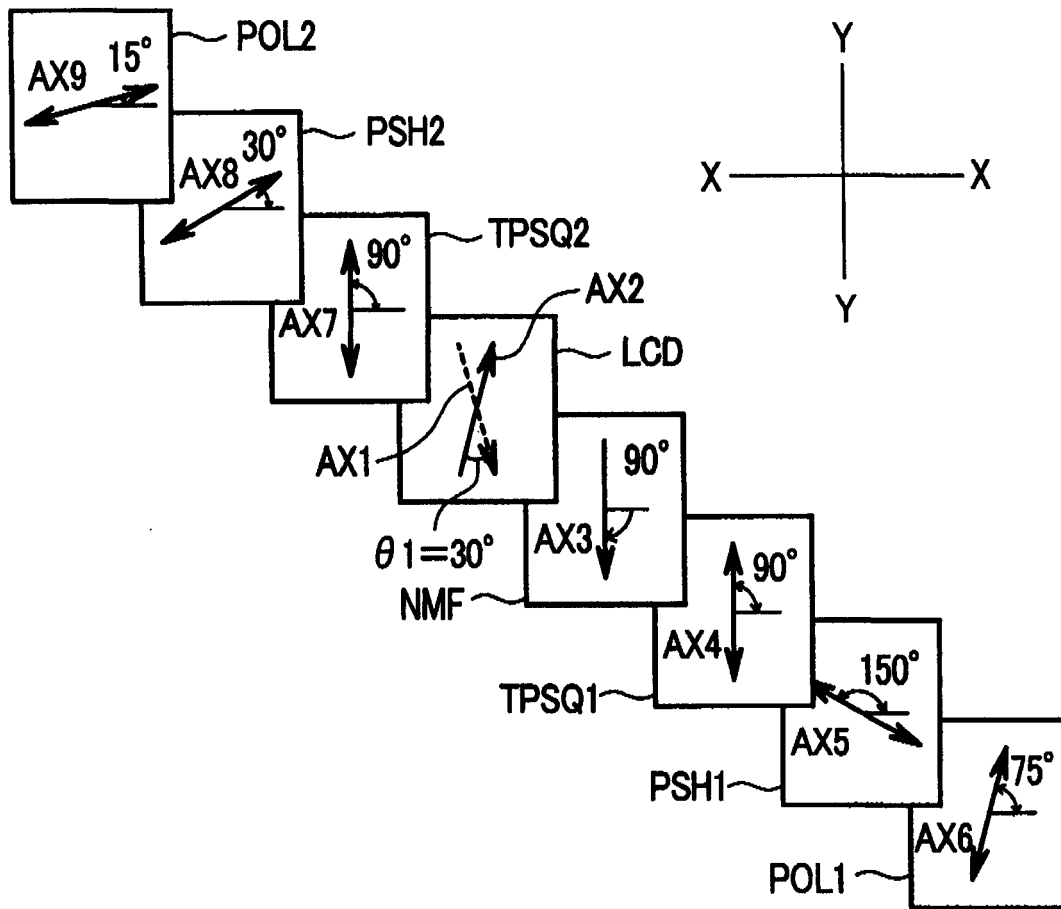 POL2
15°
AX9
Y
PSH2
30°
AX8
X
X
TPSQ2
90°
AX7
Y
AX2
LCD
AX1
90°
θ1=30°
AX3
NMF
90°
AX4
TPSQ1
150°
AX5
PSH1
75°
AX6
POL1